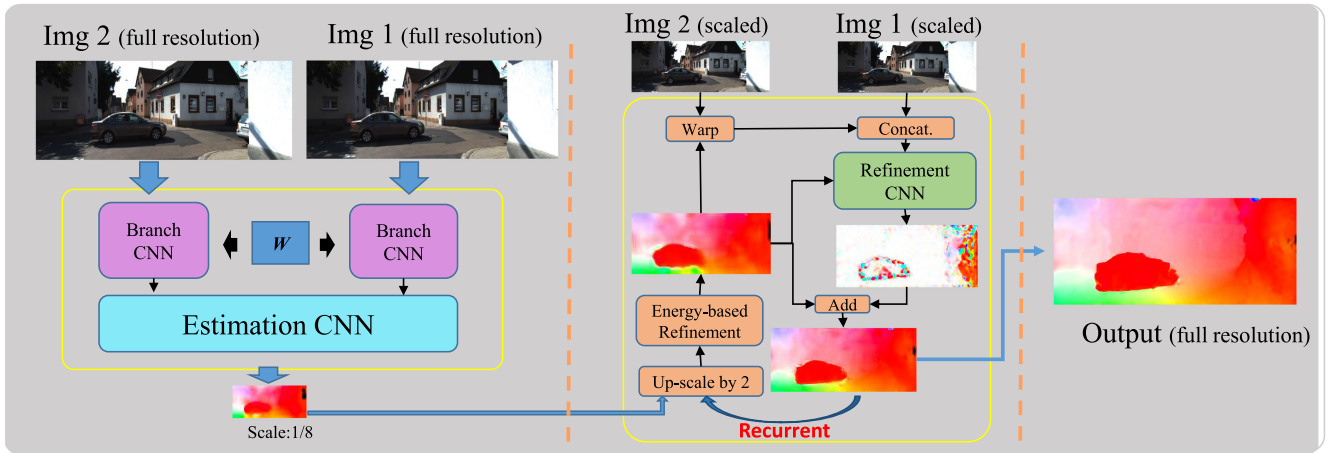 Img 2 (full resolution)
Img 1 (full resolution)
Branch
CNN
W
Branch
CNN
Estimation CNN
Scale:1/8
Img 2 (scaled)
Img 1 (scaled)
Warp
Concat.
Refinement
CNN
Energy-based
Refinement
Add
Up-scale by 2
Recurrent
Output (full resolution)